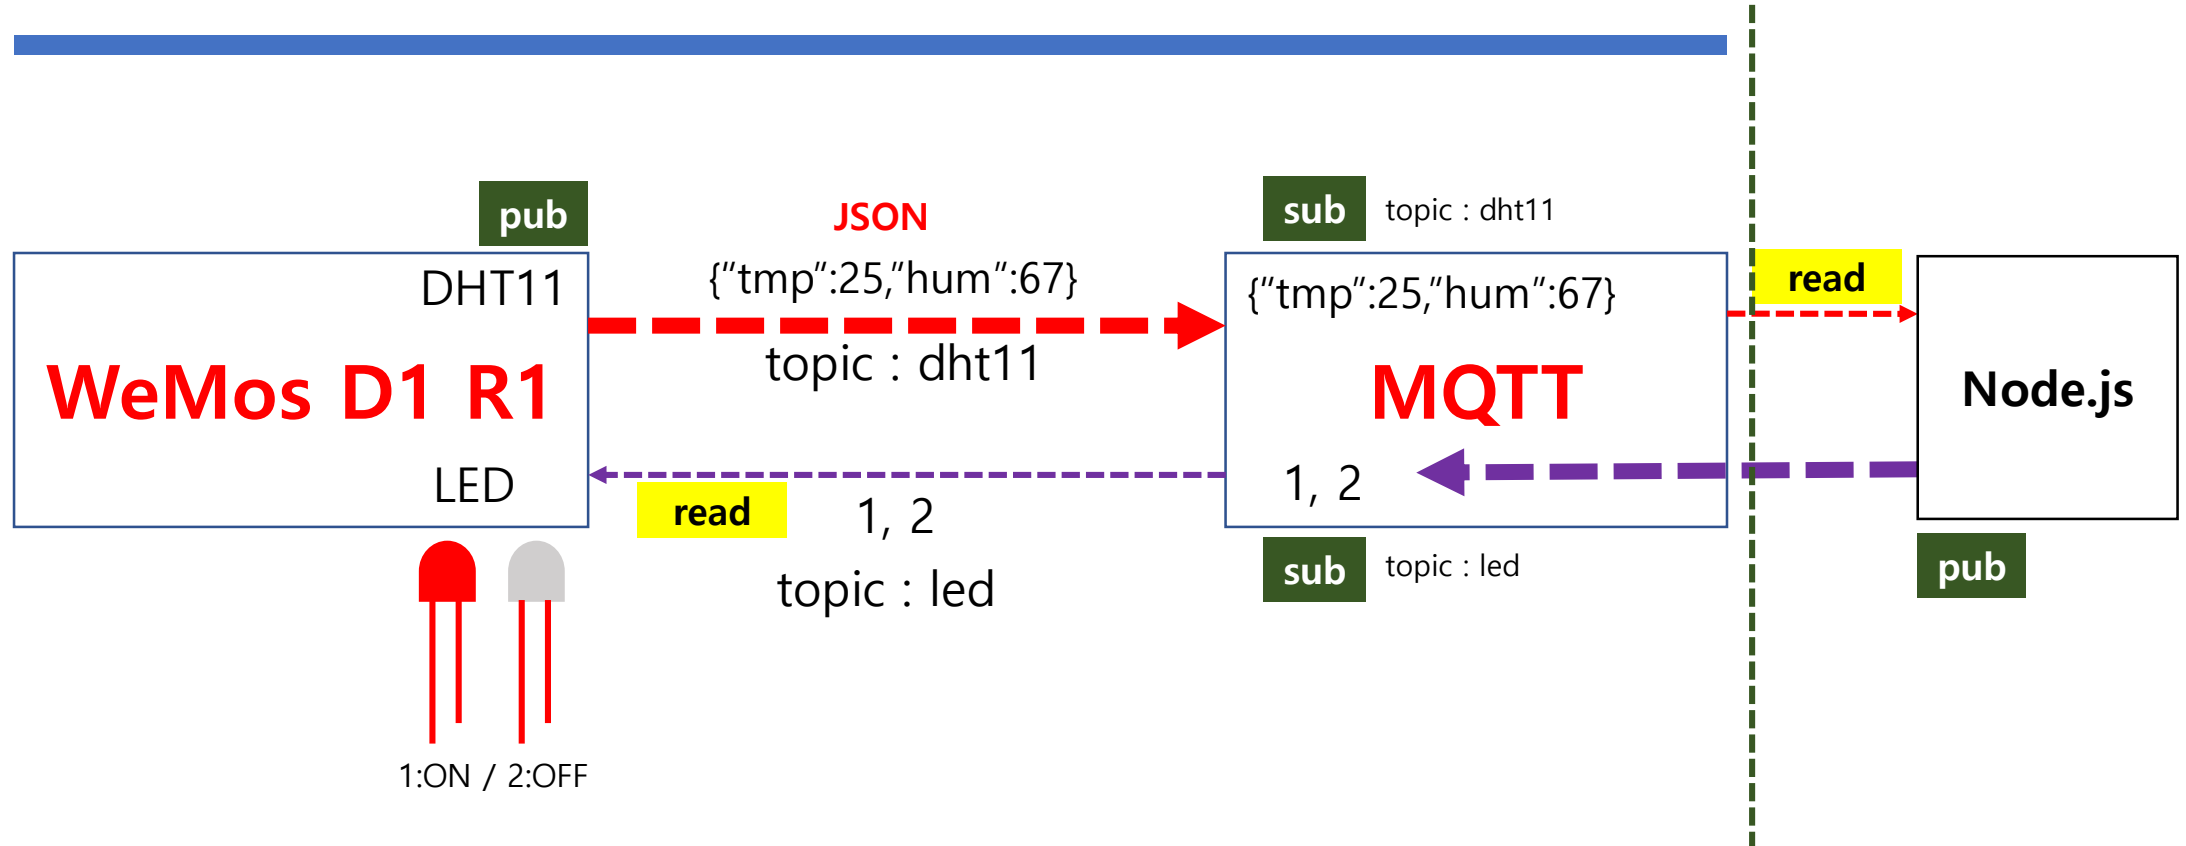 pub
JSON
sub
topic : dht11
DHT11
{“tmp”:25,”hum”:67}
{“tmp”:25,”hum”:67}
read
topic : dht11
WeMos D1 R1
MQTT
Node.js
LED
1, 2
read
1, 2
sub
topic : led
pub
topic : led
1:ON / 2:OFF